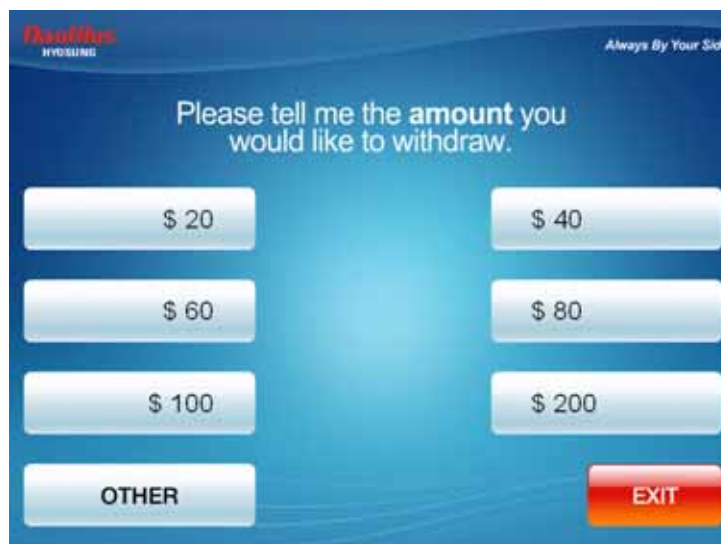 Nautilus
HYOSUNG
Always By Your Sid
Please tell me the amount you
would like to withdraw.
$ 20
$ 40
$ 60
$ 80
$ 100
$ 200
OTHER
EXIT